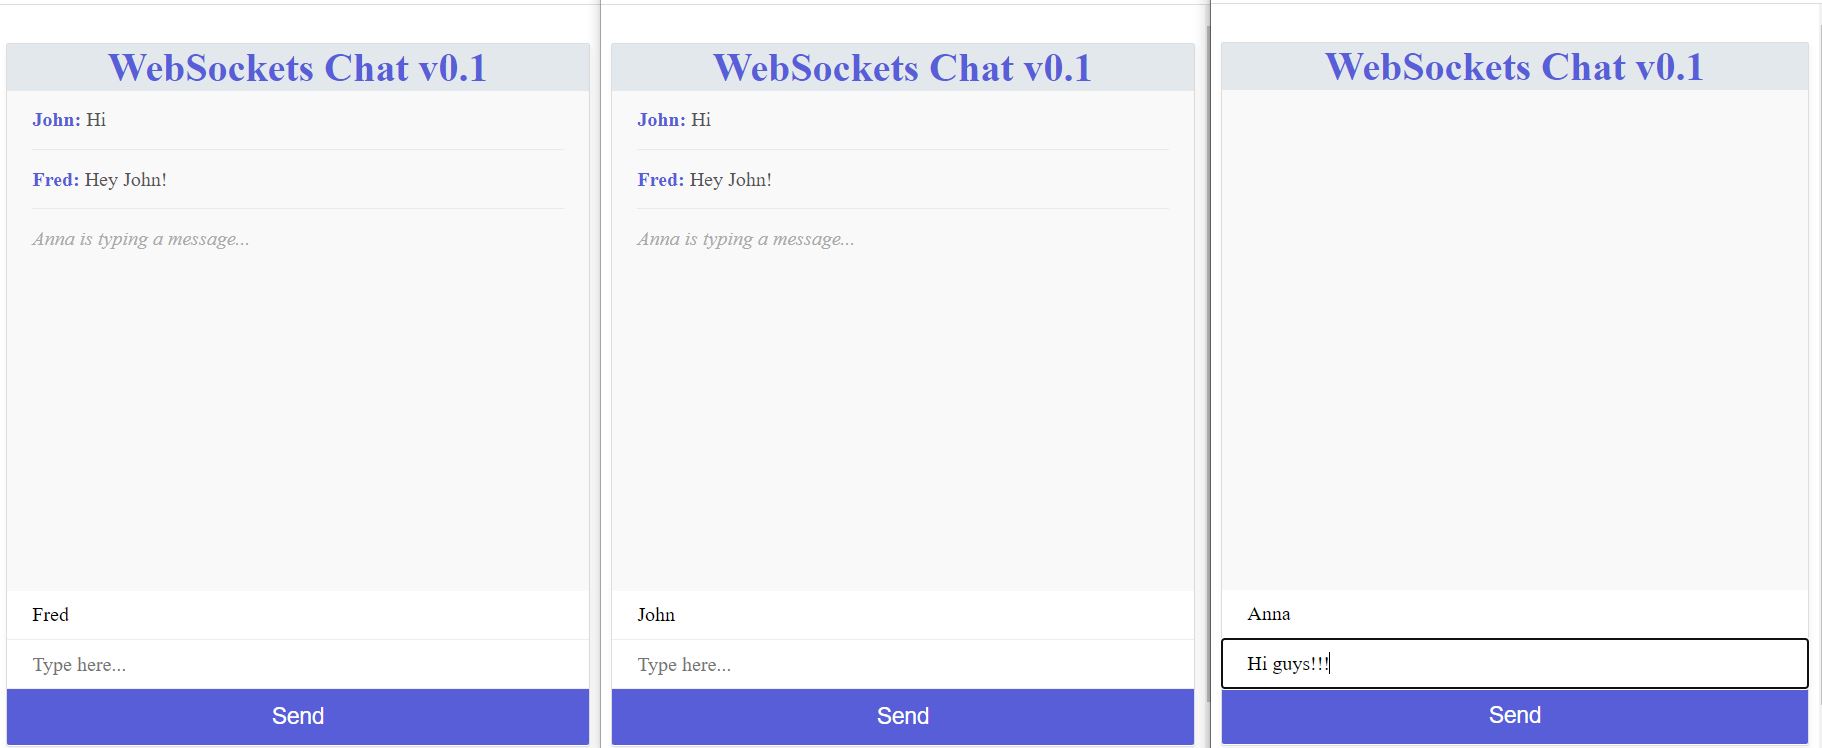 WebSockets Chat v0.1
John: Hi
Fred: Hey John!
Anna is typing a message...
Fred
Type here...
Send
WebSockets Chat v0.1
John: Hi
Fred: Hey John!
Anna is typing a message...
John
Type here...
Send
WebSockets Chat v0.1
Anna
Hi guys!!!
Send